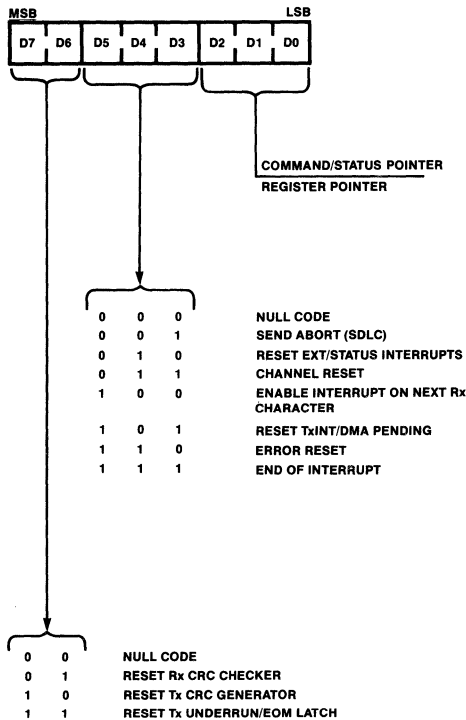 MSB LSB
D7 D6 D5 D4 D3 D2 D1 D0
COMMAND/STATUS POINTER
REGISTER POINTER
0 0 0 NULL CODE
0 0 1 SEND ABORT (SDLC)
0 1 0 RESET EXT/STATUS INTERRUPTS
0 1 1 CHANNEL RESET
1 0 0 ENABLE INTERRUPT ON NEXT Rx
CHARACTER
1 0 1 RESET TxINT/DMA PENDING
1 1 0 ERROR RESET
1 1 1 END OF INTERRUPT
0 0 NULL CODE
0 1 RESET Rx CRC CHECKER
1 0 RESET Tx CRC GENERATOR
1 1 RESET Tx UNDERRUN/EOM LATCH